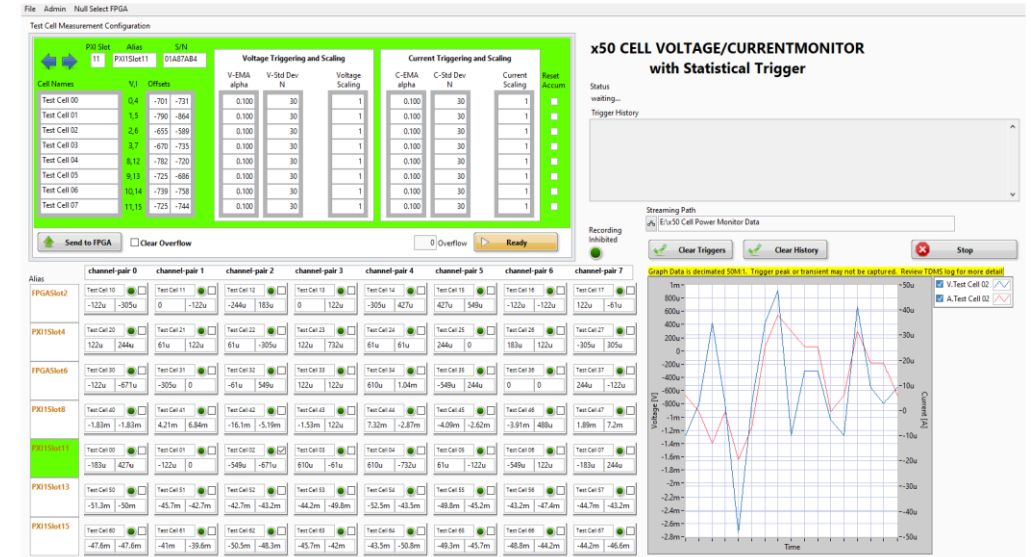 File Admin Null Select FPGA
Test Cell Measurement Configuration
PXI Slot Alias S/N
11 PXI1Slot11 01A87AB4
Voltage Triggering and Scaling Current Triggering and Scaling
Cell Names V,I Offsets V-EMA alpha V-Std Dev N Voltage Scaling C-EMA alpha C-Std Dev N Current Scaling Reset Accum
Test Cell 00 0,4 -701 -731 0.100 30 1 0.100 30 1
Test Cell 01 1,5 -790 -864 0.100 30 1 0.100 30 1
Test Cell 02 2,6 -655 -589 0.100 30 1 0.100 30 1
Test Cell 03 3,7 -670 -735 0.100 30 1 0.100 30 1
Test Cell 04 8,12 -782 -720 0.100 30 1 0.100 30 1
Test Cell 05 9,13 -725 -686 0.100 30 1 0.100 30 1
Test Cell 06 10,14 -739 -758 0.100 30 1 0.100 30 1
Test Cell 07 11,15 -725 -744 0.100 30 1 0.100 30 1
Send to FPGA Clear Overflow 0 Overflow Ready
x50 CELL VOLTAGE/CURRENTMONITOR
with Statistical Trigger
Status
waiting...
Trigger History
Streaming Path
E:\x50 Cell Power Monitor Data
Recording
Inhibited
Clear Triggers Clear History Stop
Alias channel-pair 0 channel-pair 1 channel-pair 2 channel-pair 3 channel-pair 4 channel-pair 5 channel-pair 6 channel-pair 7
FPGASlot2 Test Cell 10 Test Cell 11 Test Cell 12 Test Cell 13 Test Cell 14 Test Cell 15 Test Cell 16 Test Cell 17
-122u -305u 0 -122u -244u 183u 0 122u -305u 427u 427u 549u -122u -122u 122u -61u
PXI1Slot4 Test Cell 20 Test Cell 21 Test Cell 22 Test Cell 23 Test Cell 24 Test Cell 25 Test Cell 26 Test Cell 27
122u 244u 61u 122u 61u -305u 122u 732u 61u 61u 244u 0 183u 122u -305u 305u
FPGASlot6 Test Cell 30 Test Cell 31 Test Cell 32 Test Cell 33 Test Cell 34 Test Cell 35 Test Cell 36 Test Cell 37
-122u -671u -305u 0 -61u 549u 122u 122u 610u 1.04m -549u 244u 0 0 244u -122u
PXI1Slot8 Test Cell 40 Test Cell 41 Test Cell 42 Test Cell 43 Test Cell 44 Test Cell 45 Test Cell 46 Test Cell 47
-1.83m -1.83m 4.21m 6.84m -16.1m -5.19m -1.53m 122u 7.32m -2.87m -4.09m -2.62m -3.91m 488u 1.89m 7.2m
PXI1Slot11 Test Cell 00 Test Cell 01 Test Cell 02 Test Cell 03 Test Cell 04 Test Cell 05 Test Cell 06 Test Cell 07
-183u 427u -122u 0 -549u -671u 610u -61u 610u -732u 61u -122u -549u 122u -183u 244u
PXI1Slot13 Test Cell 50 Test Cell 51 Test Cell 52 Test Cell 53 Test Cell 54 Test Cell 55 Test Cell 56 Test Cell 57
-51.3m -50m -45.7m -42.7m -42.7m -43.2m -44.2m -49.8m -52.5m -43.5m -49.8m -45.2m -43.2m -47.4m -44.7m -43.2m
PXI1Slot15 Test Cell 60 Test Cell 61 Test Cell 62 Test Cell 63 Test Cell 64 Test Cell 65 Test Cell 66 Test Cell 67
-47.6m -47.6m -41m -39.6m -50.5m -48.3m -45.7m -42m -43.5m -50.8m -49.3m -45.7m -48.8m -44.2m -44.2m -46.6m
Graph Data is decimated 50M:1. Trigger peak or transient may not be captured. Review TDMS log for more detail
V.Test Cell 02
A.Test Cell 02
1m
800u
600u
400u
200u
0
-200u
-400u
-600u
-800u
-1m
-1.2m
-1.4m
-1.6m
-1.8m
-2m
-2.2m
-2.4m
-2.6m
-2.8m
Voltage [V]
50u
40u
30u
20u
10u
0
-10u
-20u
-30u
-40u
-50u
Current [A]
Time